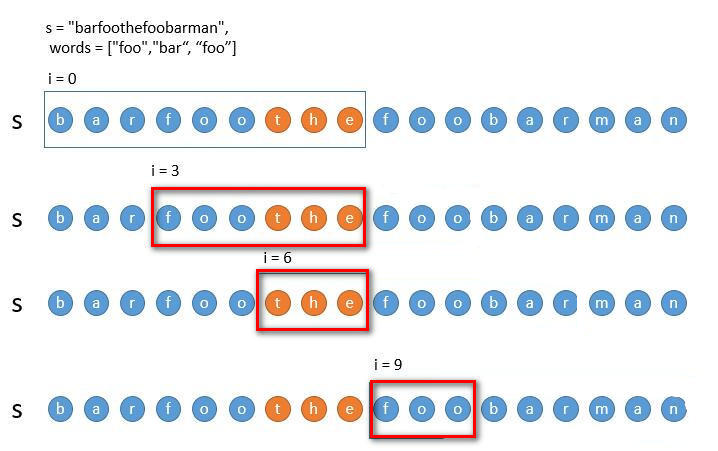 s = "barfoothefoobarman",
words = ["foo","bar“, “foo”]
i = 0
s b a r f o o t h e f o o b a r m a n
i = 3
s b a r f o o t h e f o o b a r m a n
i = 6
s b a r f o o t h e f o o b a r m a n
i = 9
s b a r f o o t h e f o o b a r m a n